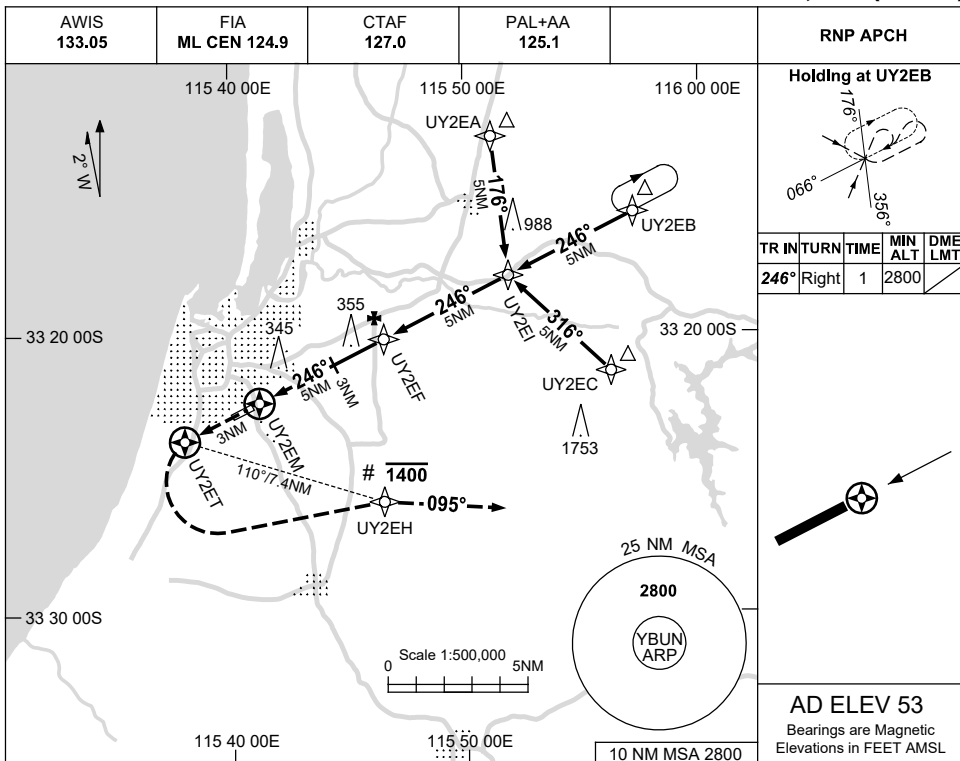 AWIS
133.05
FIA
ML CEN 124.9
CTAF
127.0
PAL+AA
125.1
RNP APCH
115 40 00E
115 50 00E
116 00 00E
2° W
UY2EA
176°
5NM
988
UY2EB
246°
5NM
UY2EI
246°
5NM
316°
5NM
UY2EC
1753
33 20 00S
33 20 00S
345
355
UY2EF
246°
5NM
3NM
UY2EM
3NM
UY2ET
110°/7.4NM
# 1400
095°
UY2EH
33 30 00S
Scale 1:500,000
0
5NM
25 NM MSA
2800
YBUN
ARP
115 40 00E
115 50 00E
10 NM MSA 2800
Holding at UY2EB
176°
066°
356°
TR IN TURN TIME MIN ALT DME LMT
246° Right 1 2800
AD ELEV 53
Bearings are Magnetic
Elevations in FEET AMSL